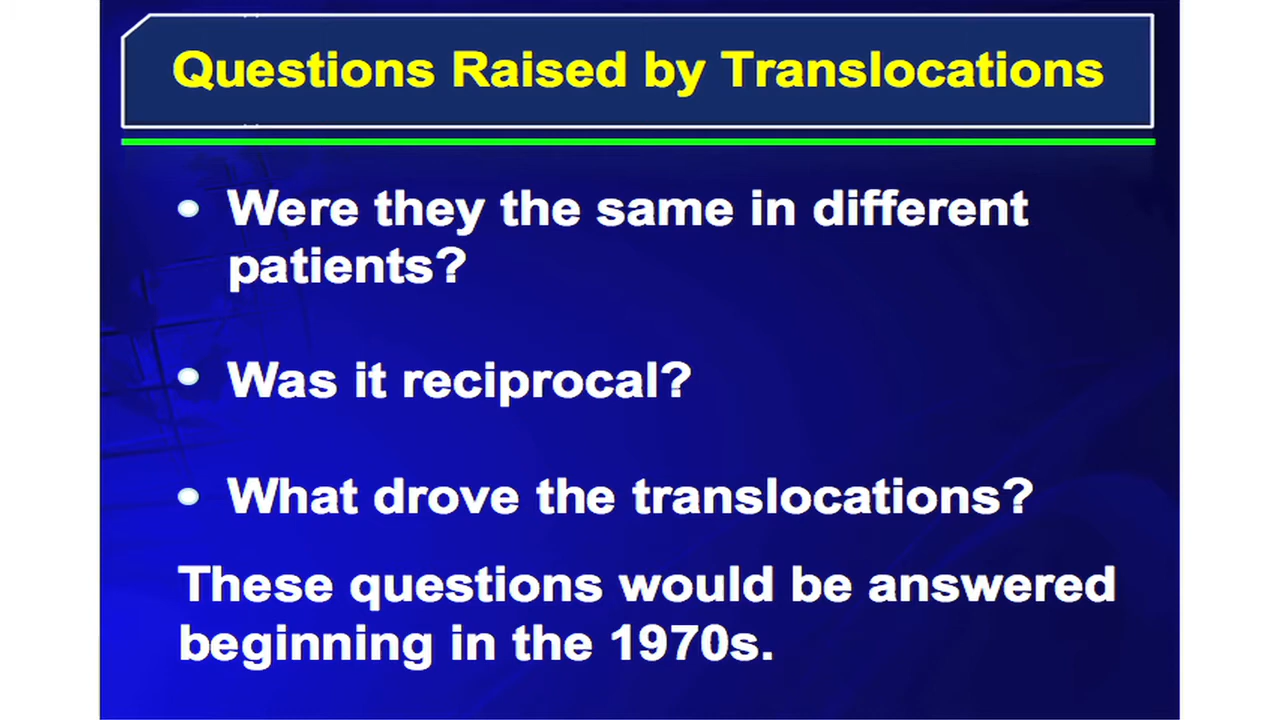 Questions Raised by Translocations
• Were they the same in different
patients?
• Was it reciprocal?
• What drove the translocations?
These questions would be answered
beginning in the 1970s.